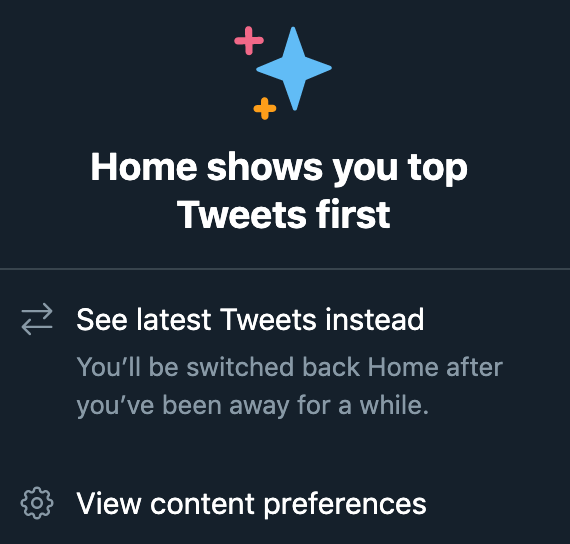 Home shows you top
Tweets first
See latest Tweets instead
You’ll be switched back Home after
you’ve been away for a while.
View content preferences